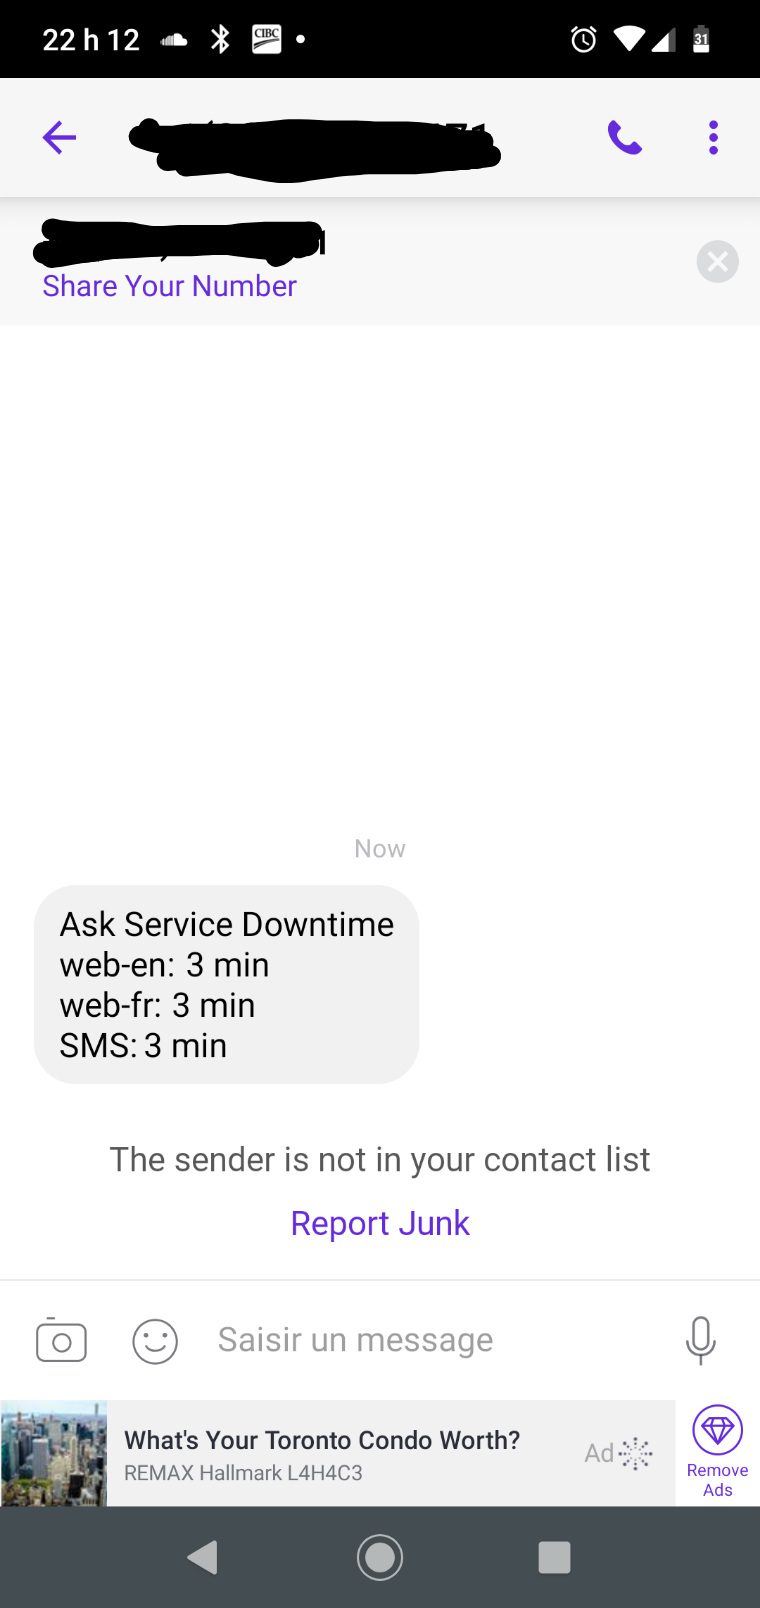 22 h 12
CIBC
31
Share Your Number
Now
Ask Service Downtime
web-en: 3 min
web-fr: 3 min
SMS: 3 min
The sender is not in your contact list
Report Junk
Saisir un message
What's Your Toronto Condo Worth?
REMAX Hallmark L4H4C3
Ad
Remove
Ads